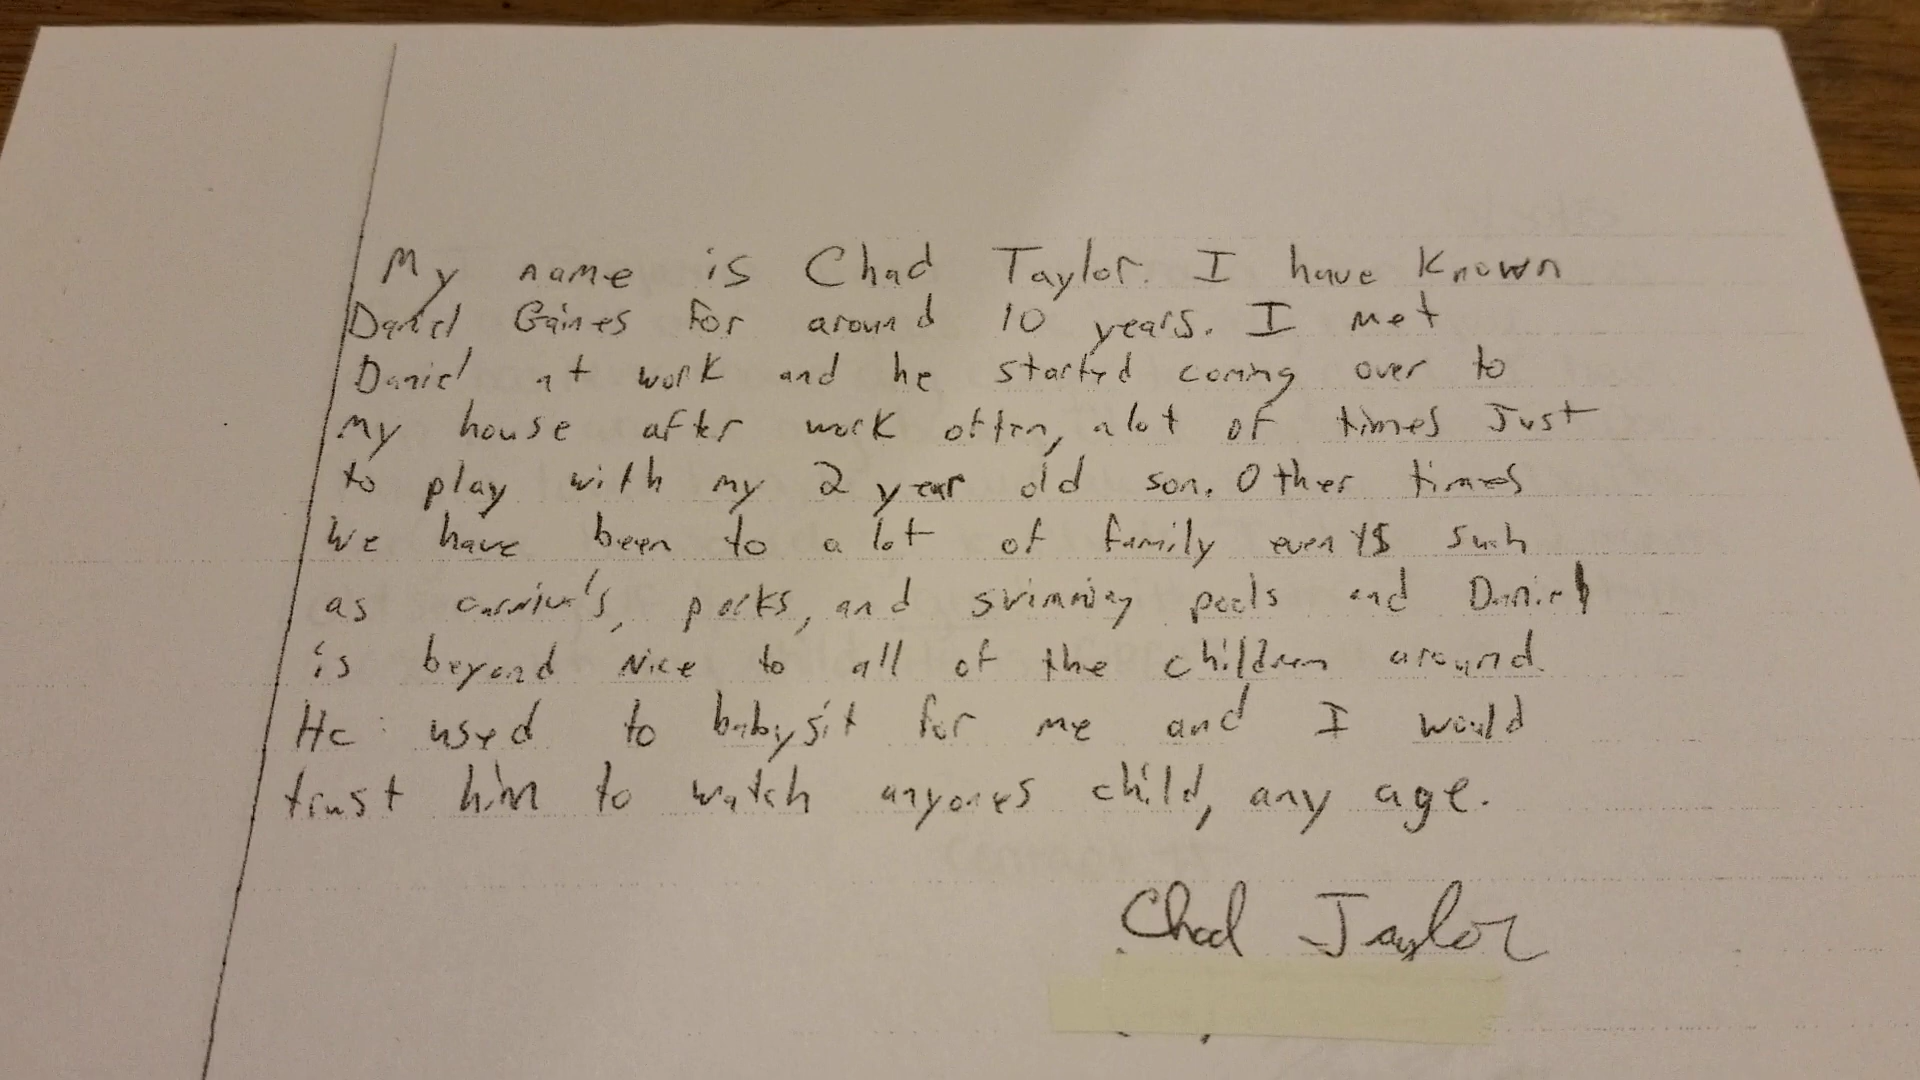 My name is Chad Taylor. I have known
Daniel Gaines for around 10 years. I met
Daniel at work and he started coming over to
my house after work often, alot of times Just
to play with my 2 year old son. Other times
We have been to a lot of family events such
as carnivals, parks, and swimming pools and Daniel
is beyond Nice to all of the children around.
He used to babysit for me and I would
trust him to watch anyones child, any age.
Chad Taylor